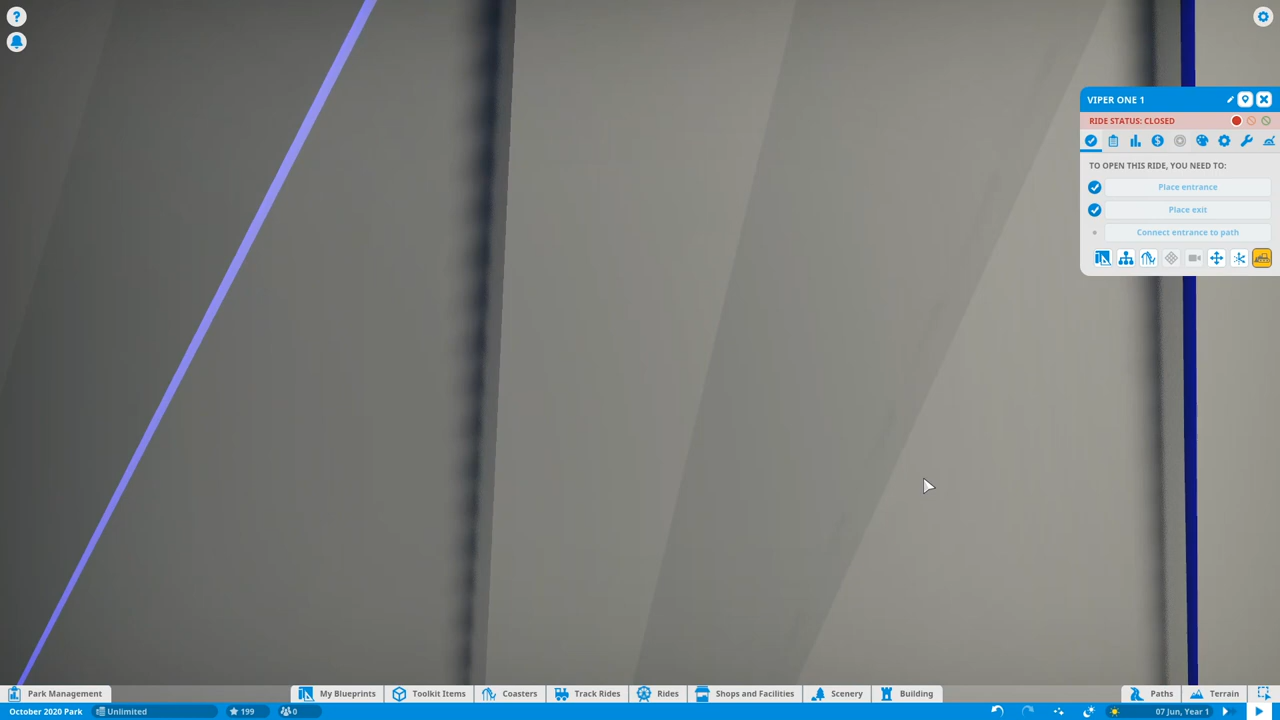 VIPER ONE 1
RIDE STATUS: CLOSED
TO OPEN THIS RIDE, YOU NEED TO:
Place entrance
Place exit
Connect entrance to path
Park Management
My Blueprints
Toolkit Items
Coasters
Track Rides
Rides
Shops and Facilities
Scenery
Building
Paths
Terrain
October 2020 Park
Unlimited
199
0
07 Jun, Year 1